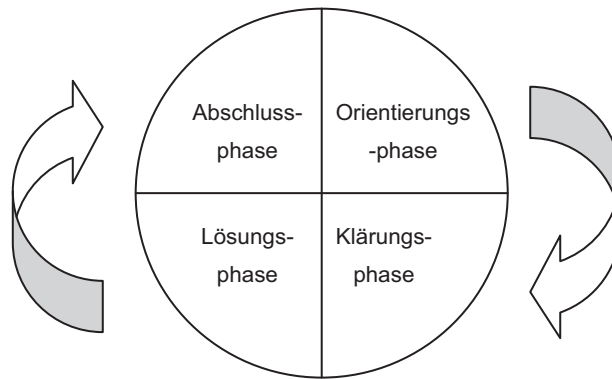 Abschluss-
phase
Orientierungs
-phase
Lösungs-
phase
Klärungs-
phase